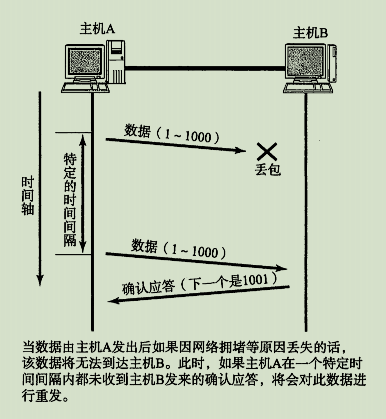 主机A
主机B
数据（1～1000）
丢包
特定的时间间隔
时间轴
数据（1～1000）
确认应答（下一个是1001）
当数据由主机A发出后如果因网络拥堵等原因丢失的话，
该数据将无法到达主机B。此时，如果主机A在一个特定时
间间隔内都未收到主机B发来的确认应答，将会对此数据进
行重发。